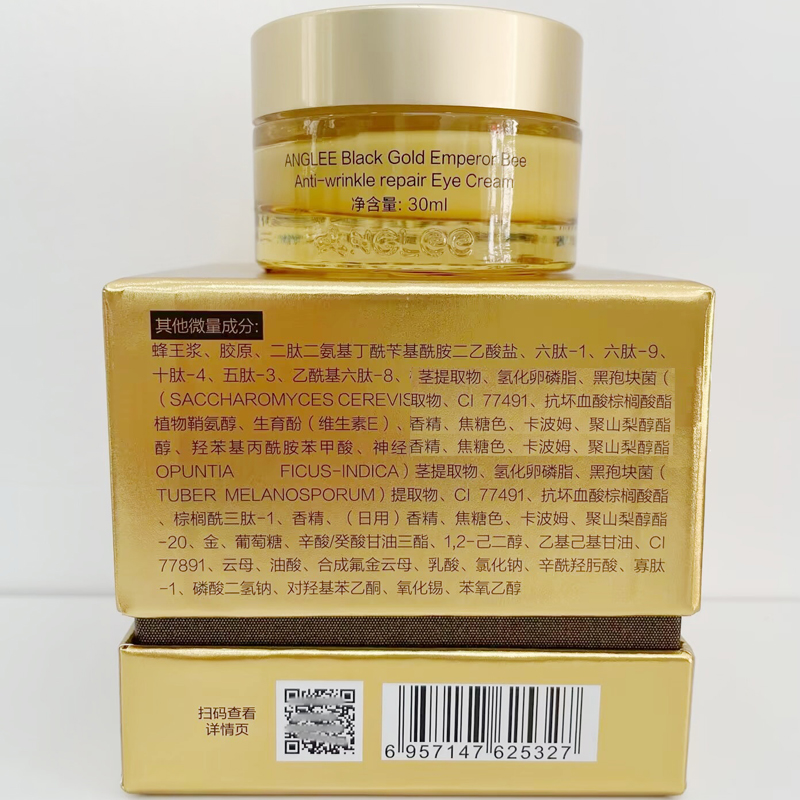 ANGLEE Black Gold Emperor Bee
Anti-wrinkle repair Eye Cream
净含量: 30ml
ANGLEE
其他微量成分:
蜂王浆、胶原、二肽二氨基丁酰苄基酰胺二乙酸盐、六肽-1、六肽-9、
十肽-4、五肽-3、乙酰基六肽-8、茎提取物、氢化卵磷脂、黑孢块菌(
(SACCHAROMYCES CEREVIS取物、CI 77491、抗坏血酸棕榈酸酯
植物鞘氨醇、生育酚(维生素E)、香精、焦糖色、卡波姆、聚山梨醇酯
醇、羟苯基丙酰胺苯甲酸、神经香精、焦糖色、卡波姆、聚山梨醇酯
OPUNTIA FICUS-INDICA)茎提取物、氢化卵磷脂、黑孢块菌(
TUBER MELANOSPORUM)提取物、CI 77491、抗坏血酸棕榈酸酯
、棕榈酰三肽-1、香精、(日用)香精、焦糖色、卡波姆、聚山梨醇酯
-20、金、葡萄糖、辛酸/癸酸甘油三酯、1,2-己二醇、乙基己基甘油、CI
77891、云母、油酸、合成氟金云母、乳酸、氯化钠、辛酰羟肟酸、寡肽
-1、磷酸二氢钠、对羟基苯乙酮、氧化锡、苯氧乙醇
扫码查看
详情页
6 957147 625327